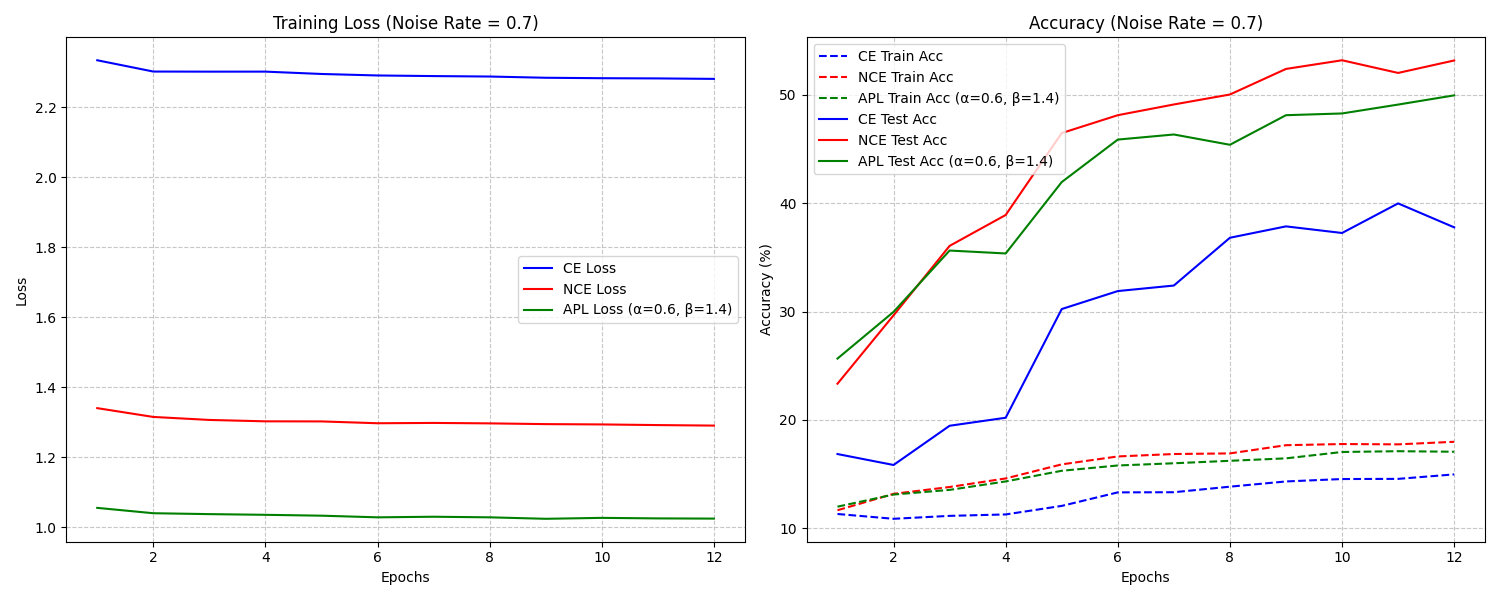 Training Loss (Noise Rate = 0.7)
Loss
2.2
2.0
1.8
1.6
1.4
1.2
1.0
CE Loss
NCE Loss
APL Loss (α=0.6, β=1.4)
2 4 6 8 10 12
Epochs
Accuracy (Noise Rate = 0.7)
Accuracy (%)
50
40
30
20
10
CE Train Acc
NCE Train Acc
APL Train Acc (α=0.6, β=1.4)
CE Test Acc
NCE Test Acc
APL Test Acc (α=0.6, β=1.4)
2 4 6 8 10 12
Epochs